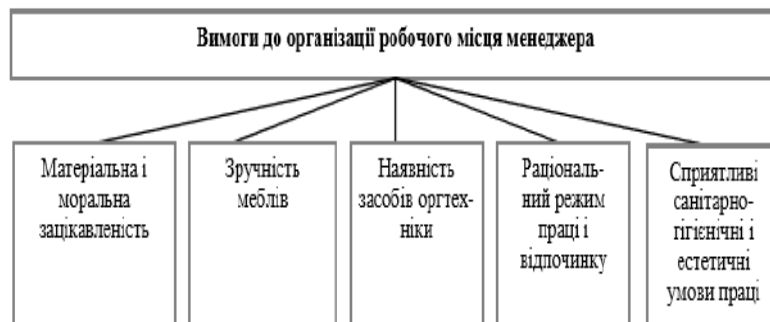 Вимоги до організації робочого місця менеджера
Матеріальна і
моральна
зацікавленість
Зручність
меблів
Наявність
засобів оргтех-
ніки
Раціональ-
ний режим
праці і
відпочинку
Сприятливі
санітарно-
гігієнічні і
естетичні
умови праці